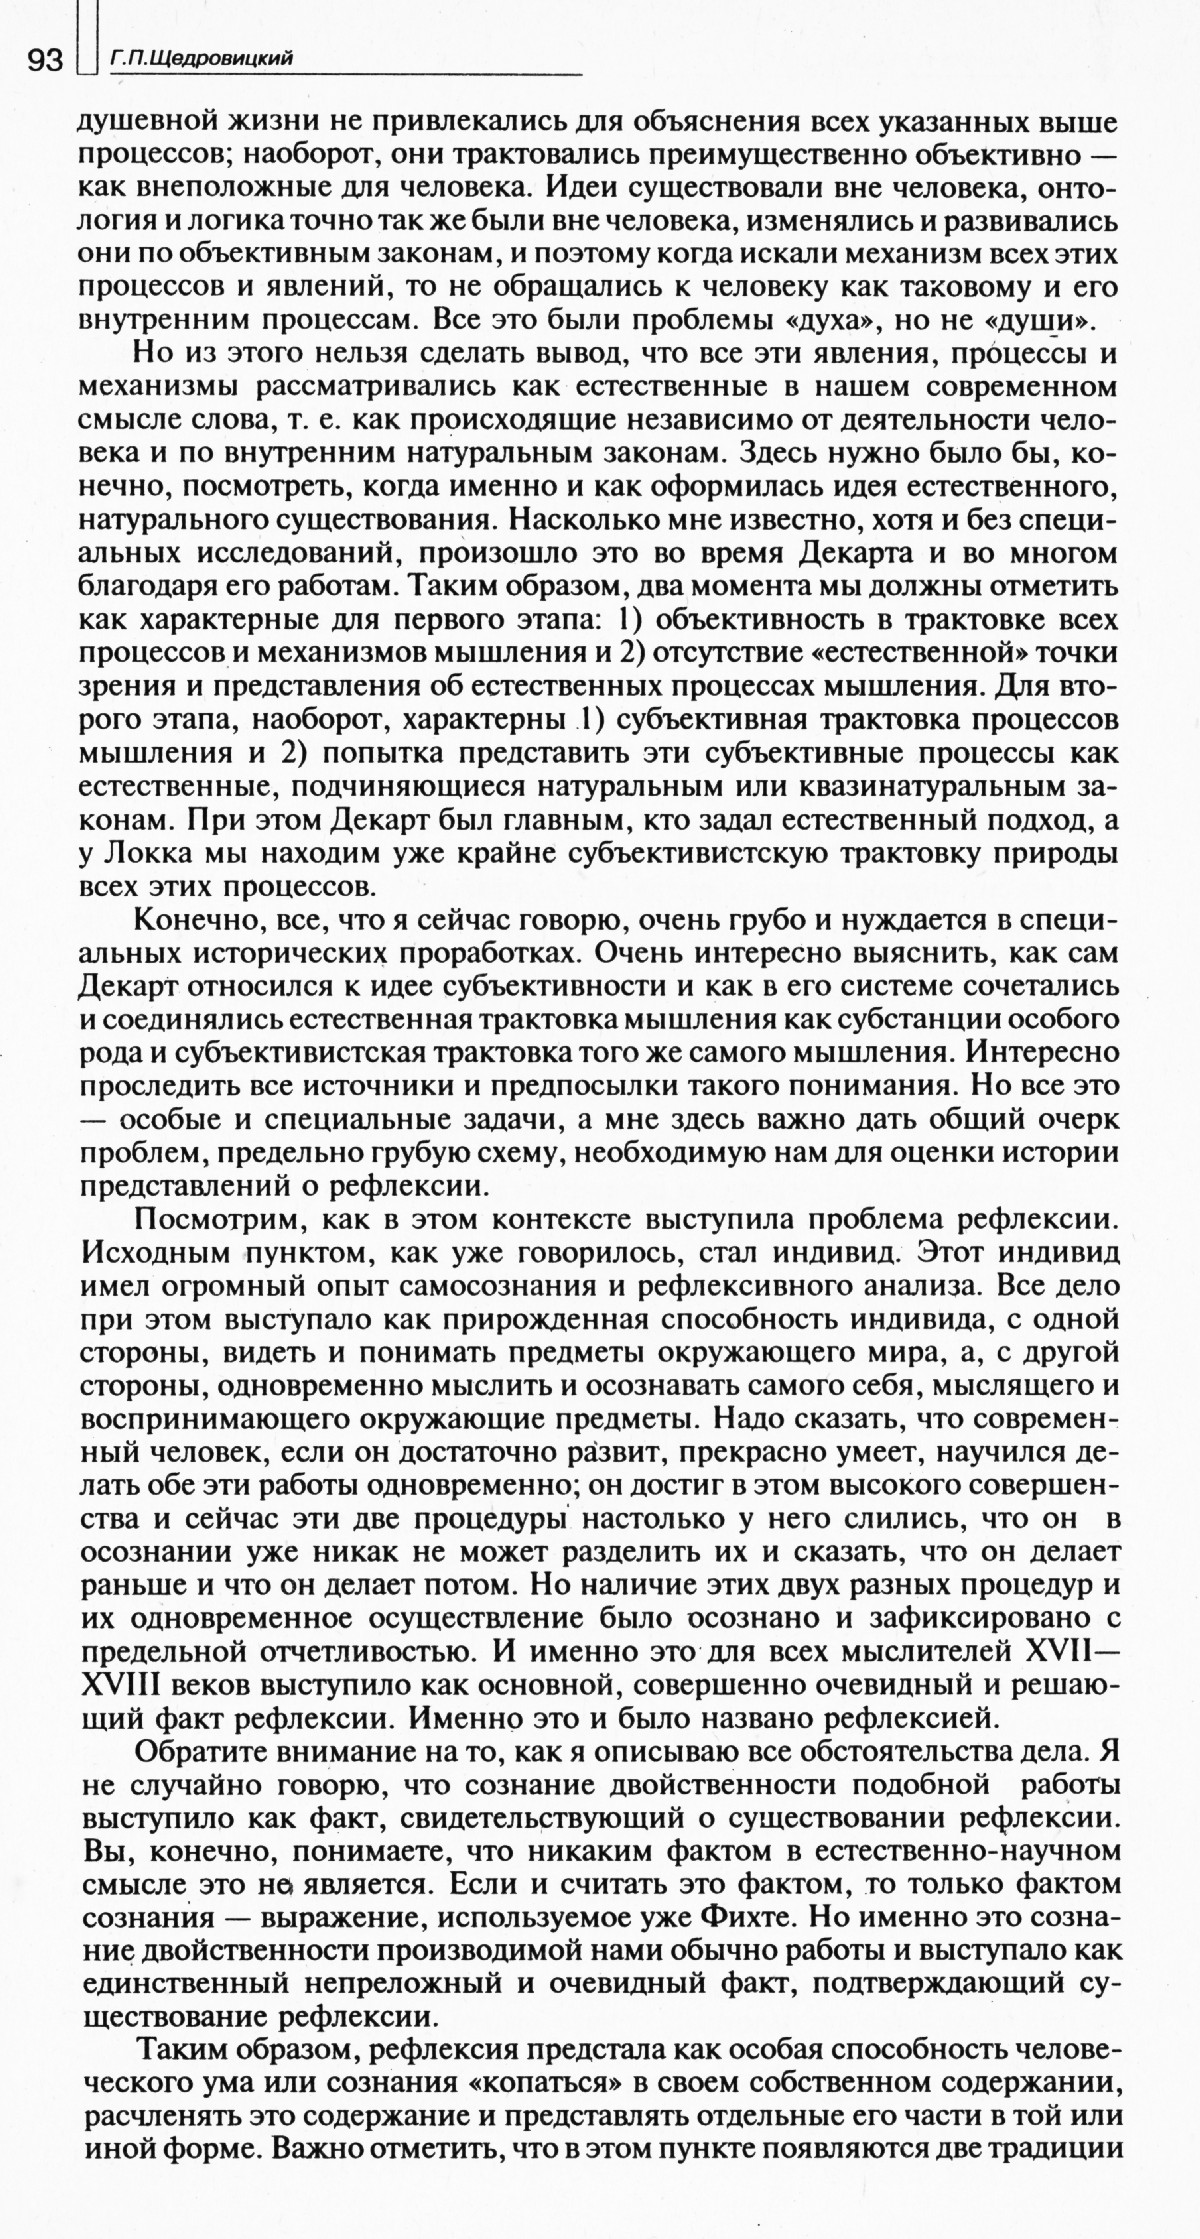 93
Г.П.Щедровицкий
душевной жизни не привлекались для объяснения всех указанных выше
процессов; наоборот, они трактовались преимущественно объективно —
как внеположные для человека. Идеи существовали вне человека, онто-
логия и логика точно так же были вне человека, изменялись и развивались
они по объективным законам, и поэтому когда искали механизм всех этих
процессов и явлений, то не обращались к человеку как таковому и его
внутренним процессам. Все это были проблемы «духа», но не «души».
Но из этого нельзя сделать вывод, что все эти явления, процессы и
механизмы рассматривались как естественные в нашем современном
смысле слова, т. е. как происходящие независимо от деятельности чело-
века и по внутренним натуральным законам. Здесь нужно было бы, ко-
нечно, посмотреть, когда именно и как оформилась идея естественного,
натурального существования. Насколько мне известно, хотя и без специ-
альных исследований, произошло это во время Декарта и во многом
благодаря его работам. Таким образом, два момента мы должны отметить
как характерные для первого этапа: 1) объективность в трактовке всех
процессов и механизмов мышления и 2) отсутствие «естественной» точки
зрения и представления об естественных процессах мышления. Для вто-
рого этапа, наоборот, характерны 1) субъективная трактовка процессов
мышления и 2) попытка представить эти субъективные процессы как
естественные, подчиняющиеся натуральным или квазинатуральным за-
конам. При этом Декарт был главным, кто задал естественный подход, а
у Локка мы находим уже крайне субъективистскую трактовку природы
всех этих процессов.
Конечно, все, что я сейчас говорю, очень грубо и нуждается в специ-
альных исторических проработках. Очень интересно выяснить, как сам
Декарт относился к идее субъективности и как в его системе сочетались
и соединялись естественная трактовка мышления как субстанции особого
рода и субъективистская трактовка того же самого мышления. Интересно
проследить все источники и предпосылки такого понимания. Но все это
— особые и специальные задачи, а мне здесь важно дать общий очерк
проблем, предельно грубую схему, необходимую нам для оценки истории
представлений о рефлексии.
Посмотрим, как в этом контексте выступила проблема рефлексии.
Исходным пунктом, как уже говорилось, стал индивид. Этот индивид
имел огромный опыт самосознания и рефлексивного анализа. Все дело
при этом выступало как прирожденная способность индивида, с одной
стороны, видеть и понимать предметы окружающего мира, а, с другой
стороны, одновременно мыслить и осознавать самого себя, мыслящего и
воспринимающего окружающие предметы. Надо сказать, что современ-
ный человек, если он достаточно развит, прекрасно умеет, научился де-
лать обе эти работы одновременно; он достиг в этом высокого совершен-
ства и сейчас эти две процедуры настолько у него слились, что он в
осознании уже никак не может разделить их и сказать, что он делает
раньше и что он делает потом. Но наличие этих двух разных процедур и
их одновременное осуществление было осознано и зафиксировано с
предельной отчетливостью. И именно это для всех мыслителей XVII—
XVIII веков выступило как основной, совершенно очевидный и решаю-
щий факт рефлексии. Именно это и было названо рефлексией.
Обратите внимание на то, как я описываю все обстоятельства дела. Я
не случайно говорю, что сознание двойственности подобной работы
выступило как факт, свидетельствующий о существовании рефлексии.
Вы, конечно, понимаете, что никаким фактом в естественно-научном
смысле это не является. Если и считать это фактом, то только фактом
сознания — выражение, используемое уже Фихте. Но именно это созна-
ние двойственности производимой нами обычно работы и выступало как
единственный непреложный и очевидный факт, подтверждающий су-
ществование рефлексии.
Таким образом, рефлексия предстала как особая способность челове-
ческого ума или сознания «копаться» в своем собственном содержании,
расчленять это содержание и представлять отдельные его части в той или
иной форме. Важно отметить, что в этом пункте появляются две традиции